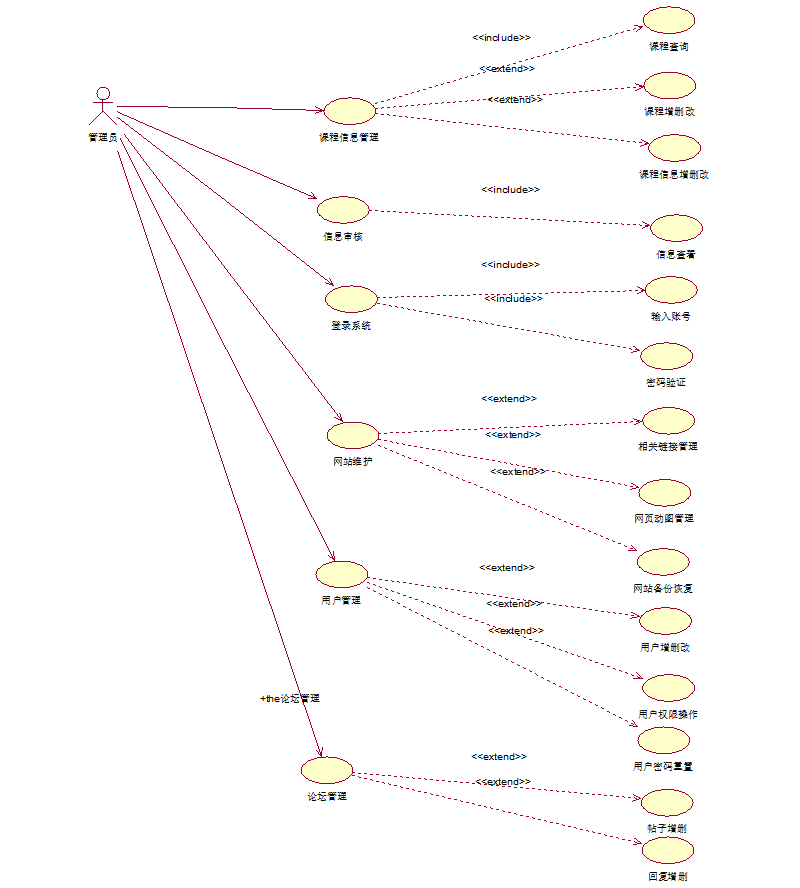 <<include>>
课程查询
<<extend>>
管理员
课程信息管理
<<extend>>
课程增删改
课程信息增删改
<<include>>
信息审核
信息查看
<<include>>
登录系统
<<include>>
输入账号
密码验证
<<extend>>
网站维护
<<extend>>
相关链接管理
<<extend>>
网页动图管理
网站备份恢复
<<extend>>
用户管理
<<extend>>
用户增删改
<<extend>>
用户权限操作
用户密码重置
+the论坛管理
论坛管理
<<extend>>
<<extend>>
帖子增删
回复增删